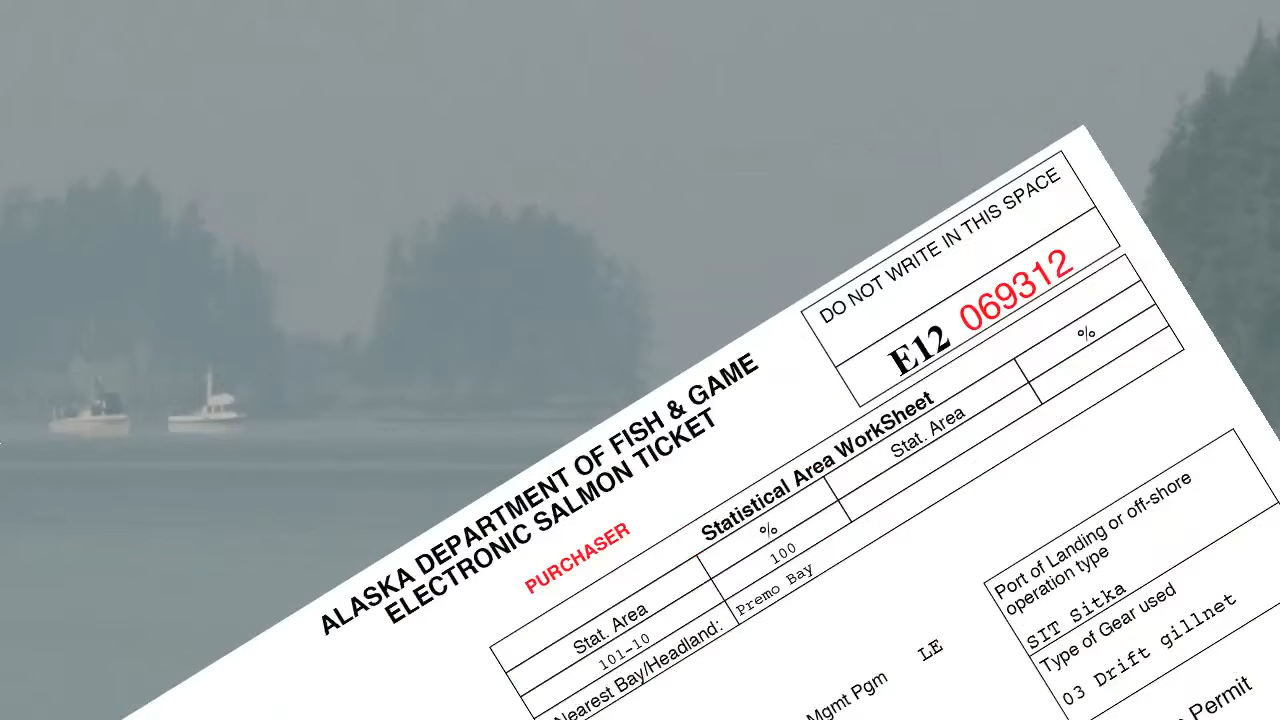 DO NOT WRITE IN THIS SPACE
E12 069312
ALASKA DEPARTMENT OF FISH & GAME
ELECTRONIC SALMON TICKET
PURCHASER
Statistical Area WorkSheet
Stat. Area % Stat. Area %
101-10 100
Nearest Bay/Headland: Premo Bay
Mgmt Pgm LE
Port of Landing or off-shore
operation type
SIT Sitka
Type of Gear used
03 Drift gillnet
Permit